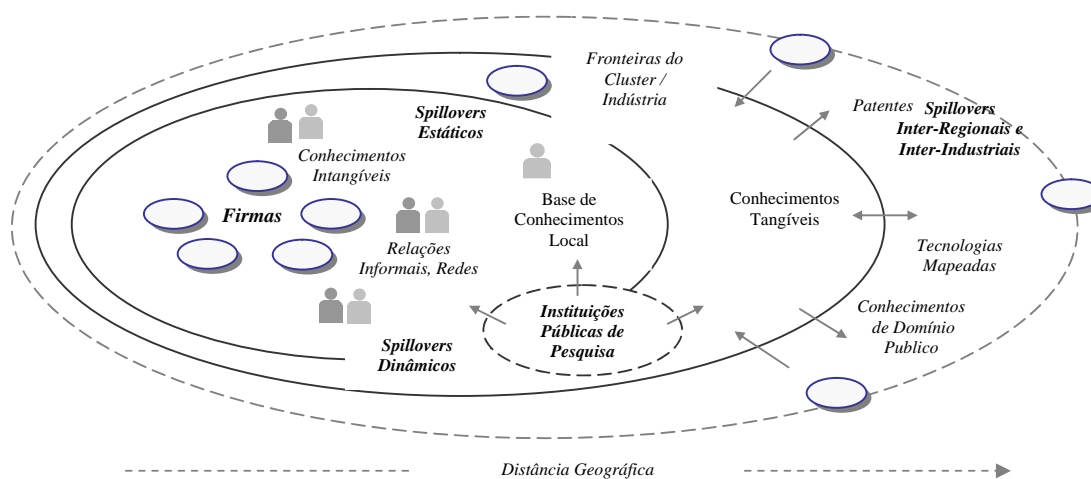 Fronteiras do
Cluster /
Indústria
Spillovers
Estáticos
Patentes
Spillovers
Inter-Regionais e
Inter-Industriais
Conhecimentos
Intangíveis
Firmas
Base de
Conhecimentos
Local
Conhecimentos
Tangíveis
Relações
Informais, Redes
Tecnologias
Mapeadas
Instituições
Públicas de
Pesquisa
Conhecimentos
de Domínio
Publico
Spillovers
Dinâmicos
Distância Geográfica